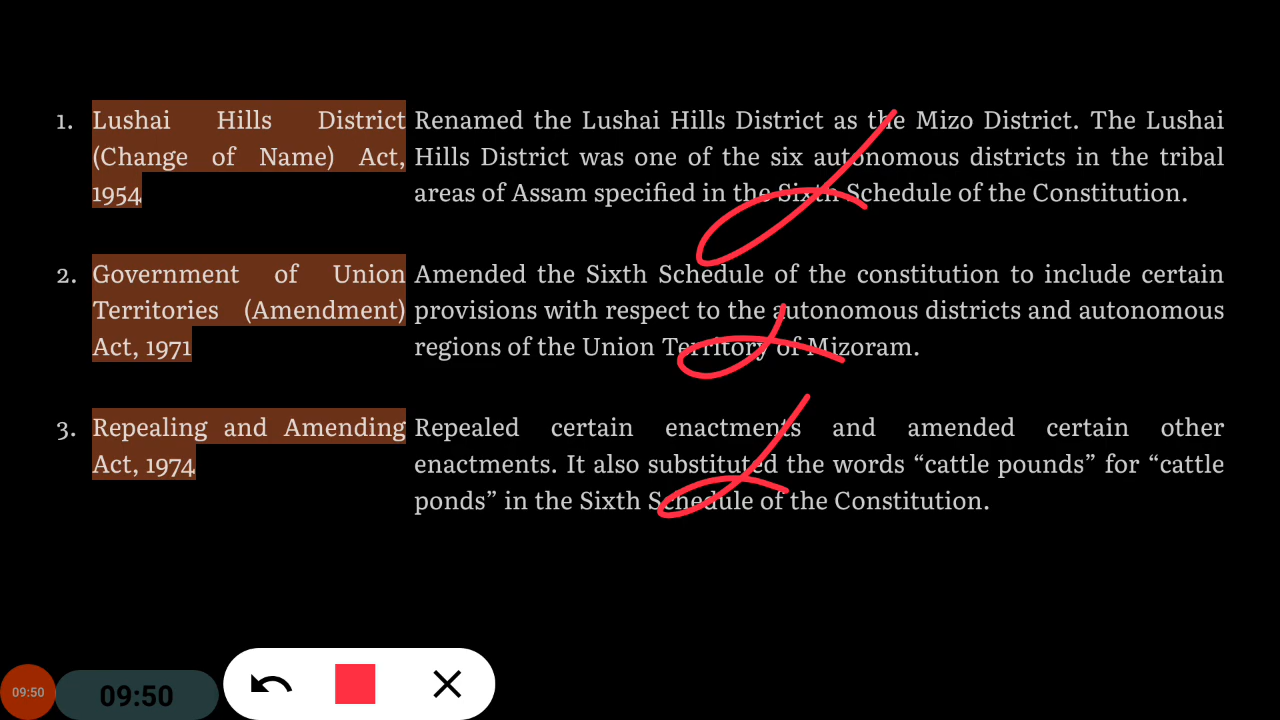 1. Lushai Hills District Renamed the Lushai Hills District as the Mizo District. The Lushai
(Change of Name) Act, Hills District was one of the six autonomous districts in the tribal
1954 areas of Assam specified in the Sixth Schedule of the Constitution.
2. Government of Union Amended the Sixth Schedule of the constitution to include certain
Territories (Amendment) provisions with respect to the autonomous districts and autonomous
Act, 1971 regions of the Union Territory of Mizoram.
3. Repealing and Amending Repealed certain enactments and amended certain other
Act, 1974 enactments. It also substituted the words “cattle pounds” for “cattle
ponds” in the Sixth Schedule of the Constitution.
09:50 09:50